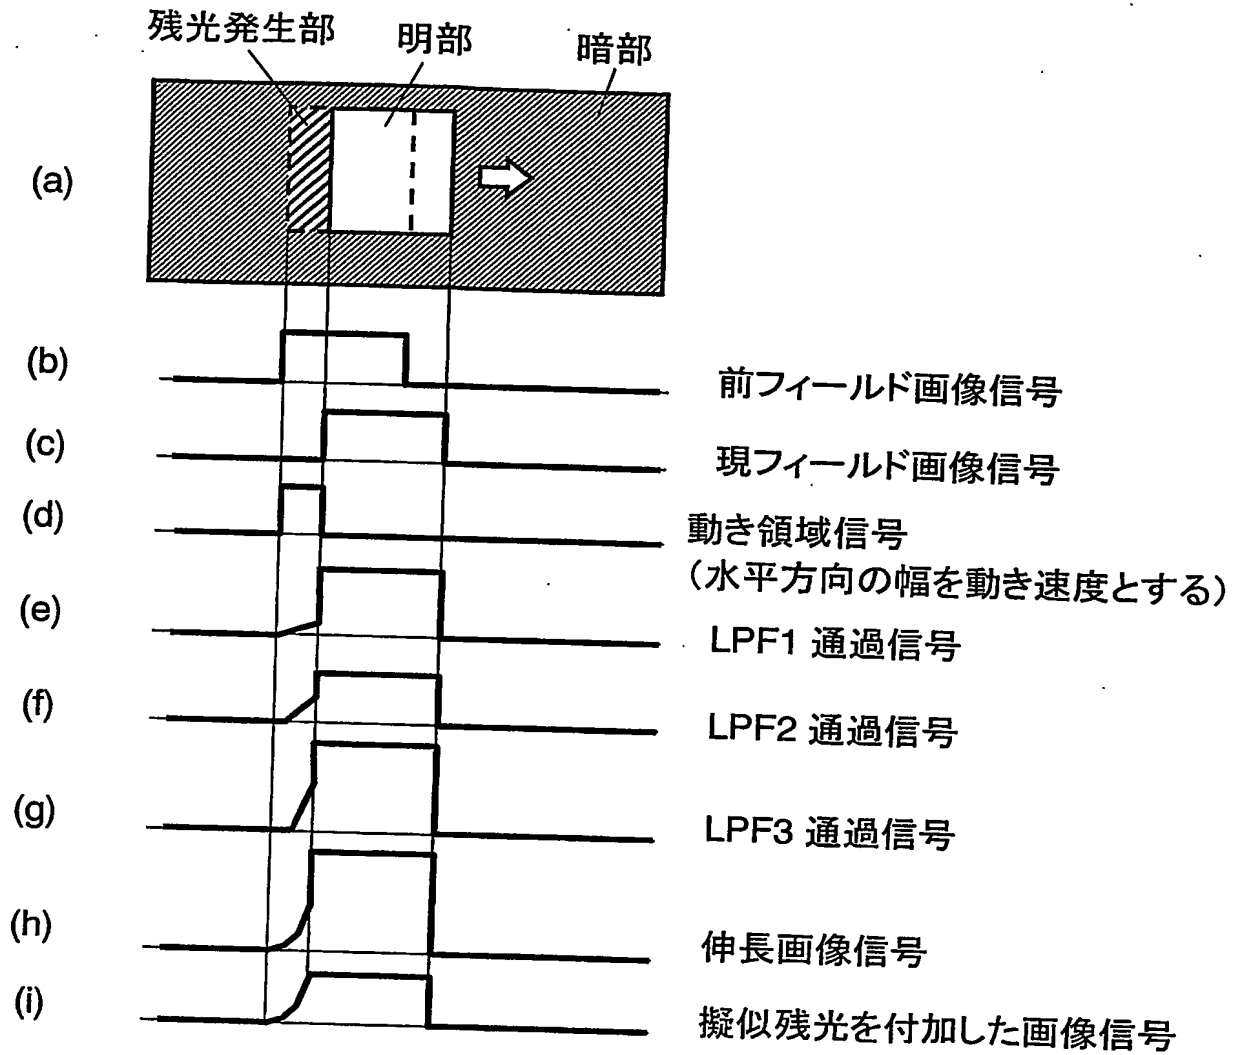 残光発生部
明部
暗部
(a)
(b)
前フィールド画像信号
(c)
現フィールド画像信号
(d)
動き領域信号
（水平方向の幅を動き速度とする）
(e)
LPF1 通過信号
(f)
LPF2 通過信号
(g)
LPF3 通過信号
(h)
伸長画像信号
(i)
擬似残光を付加した画像信号